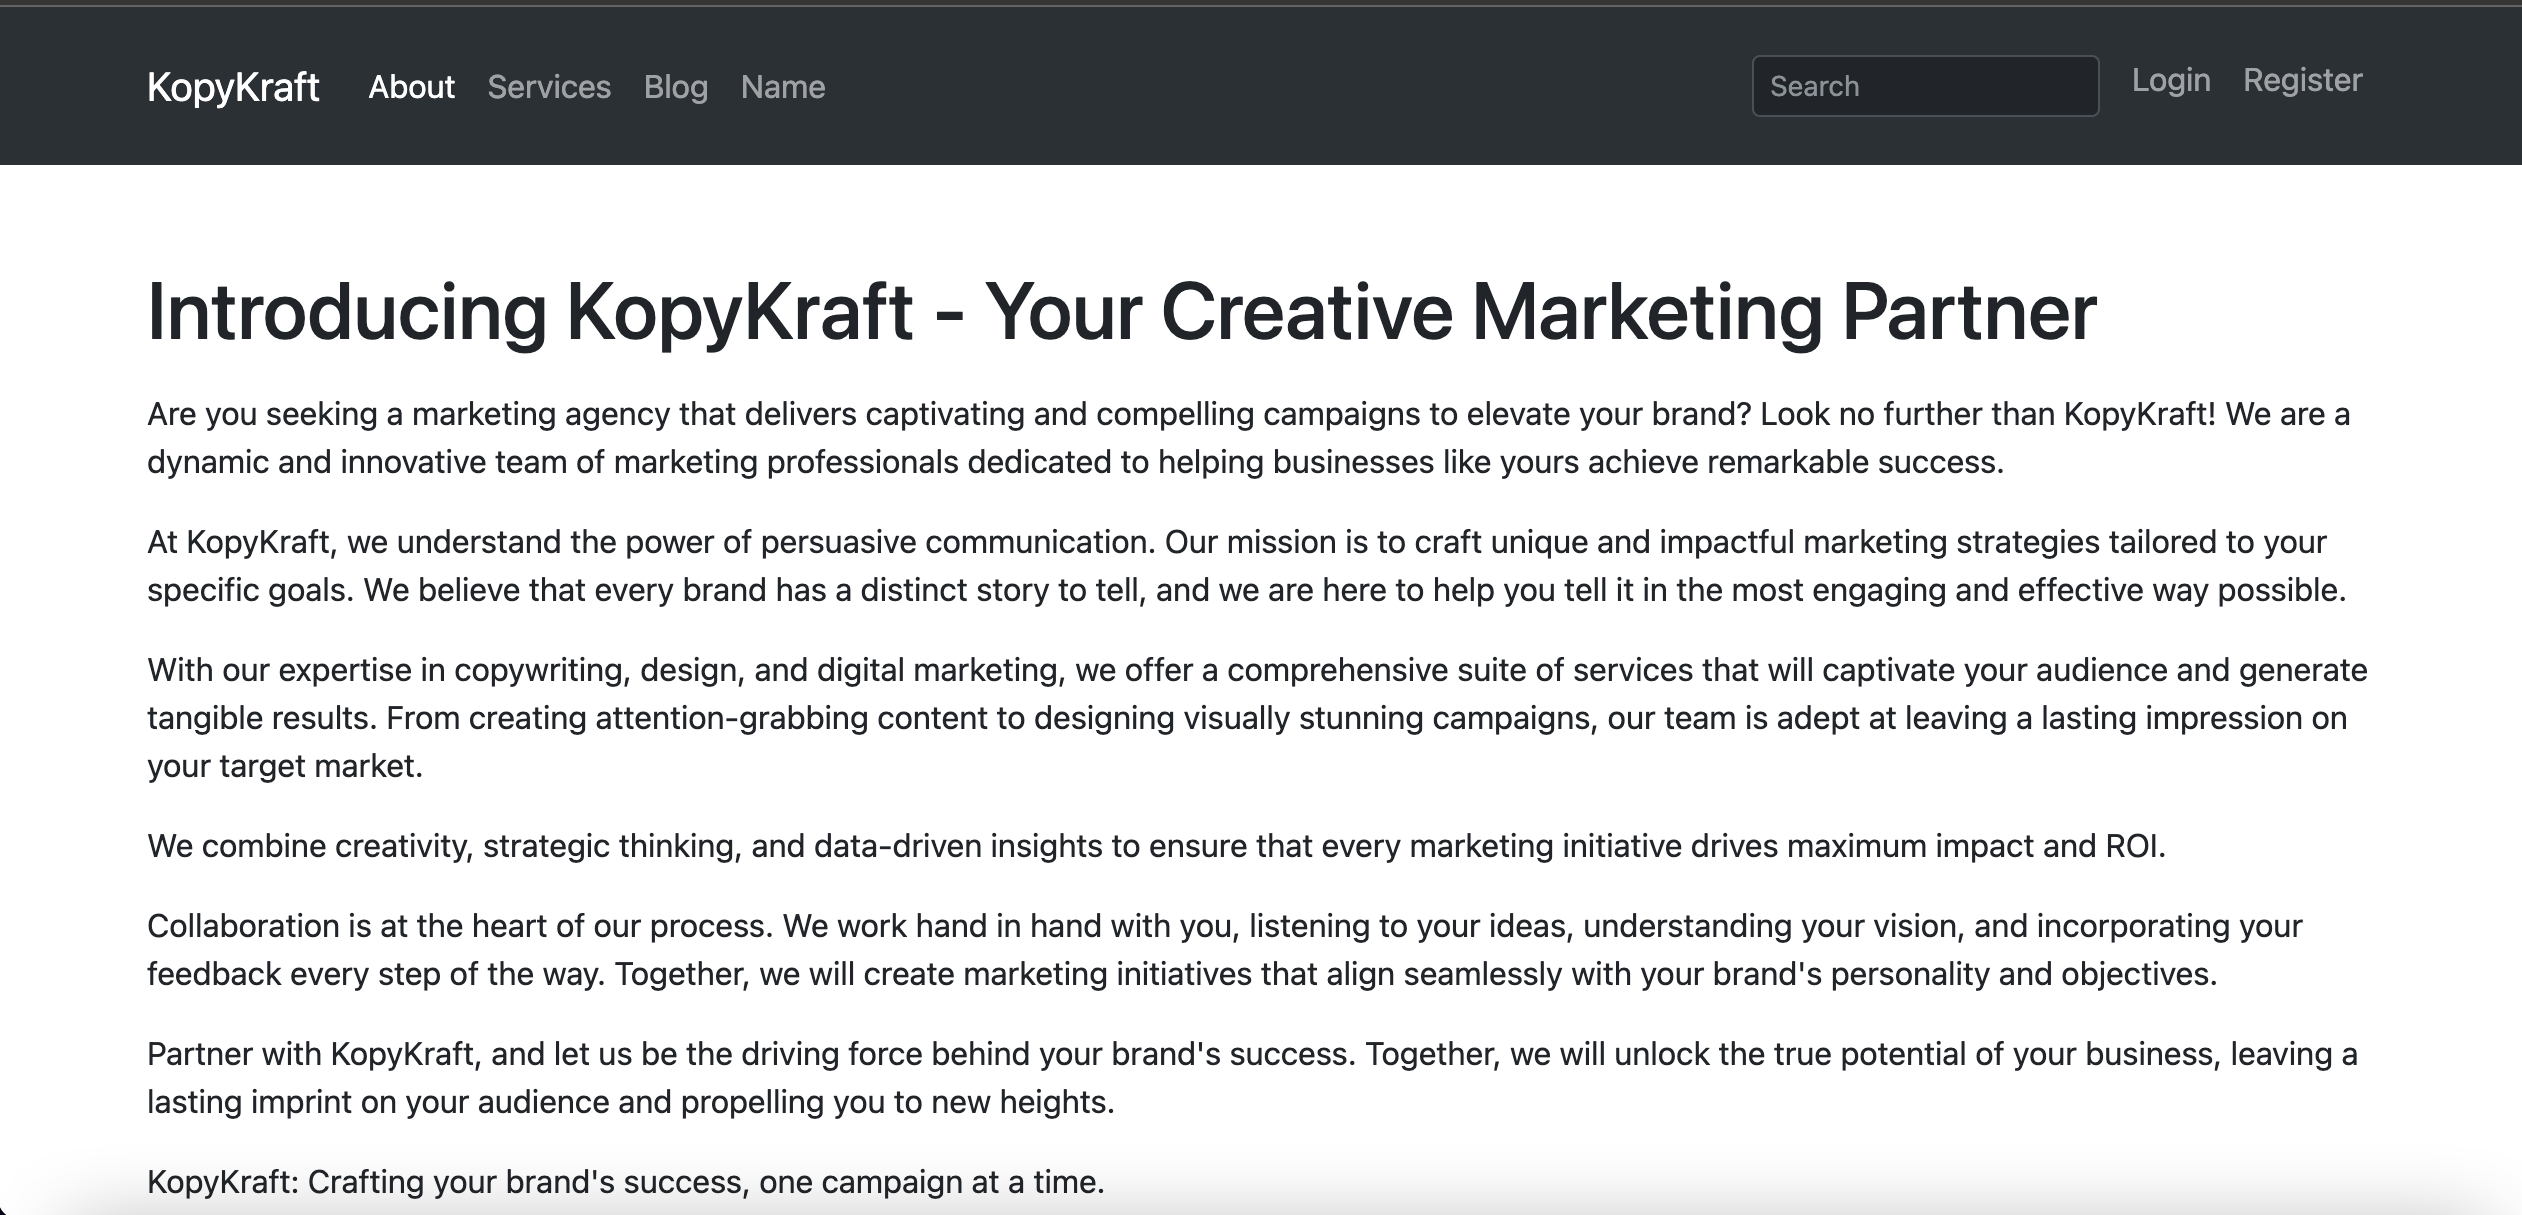 KopyKraft About Services Blog Name Search Login Register
Introducing KopyKraft - Your Creative Marketing Partner
Are you seeking a marketing agency that delivers captivating and compelling campaigns to elevate your brand? Look no further than KopyKraft! We are a
dynamic and innovative team of marketing professionals dedicated to helping businesses like yours achieve remarkable success.
At KopyKraft, we understand the power of persuasive communication. Our mission is to craft unique and impactful marketing strategies tailored to your
specific goals. We believe that every brand has a distinct story to tell, and we are here to help you tell it in the most engaging and effective way possible.
With our expertise in copywriting, design, and digital marketing, we offer a comprehensive suite of services that will captivate your audience and generate
tangible results. From creating attention-grabbing content to designing visually stunning campaigns, our team is adept at leaving a lasting impression on
your target market.
We combine creativity, strategic thinking, and data-driven insights to ensure that every marketing initiative drives maximum impact and ROI.
Collaboration is at the heart of our process. We work hand in hand with you, listening to your ideas, understanding your vision, and incorporating your
feedback every step of the way. Together, we will create marketing initiatives that align seamlessly with your brand's personality and objectives.
Partner with KopyKraft, and let us be the driving force behind your brand's success. Together, we will unlock the true potential of your business, leaving a
lasting imprint on your audience and propelling you to new heights.
KopyKraft: Crafting your brand's success, one campaign at a time.